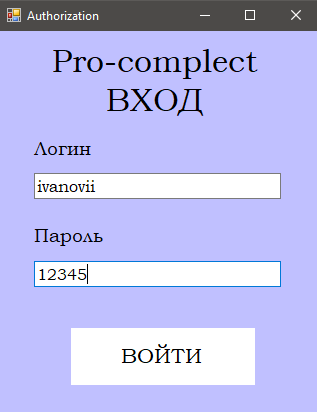 Authorization
Pro-complect
ВХОД
Логин
ivanovii
Пароль
12345
ВОЙТИ